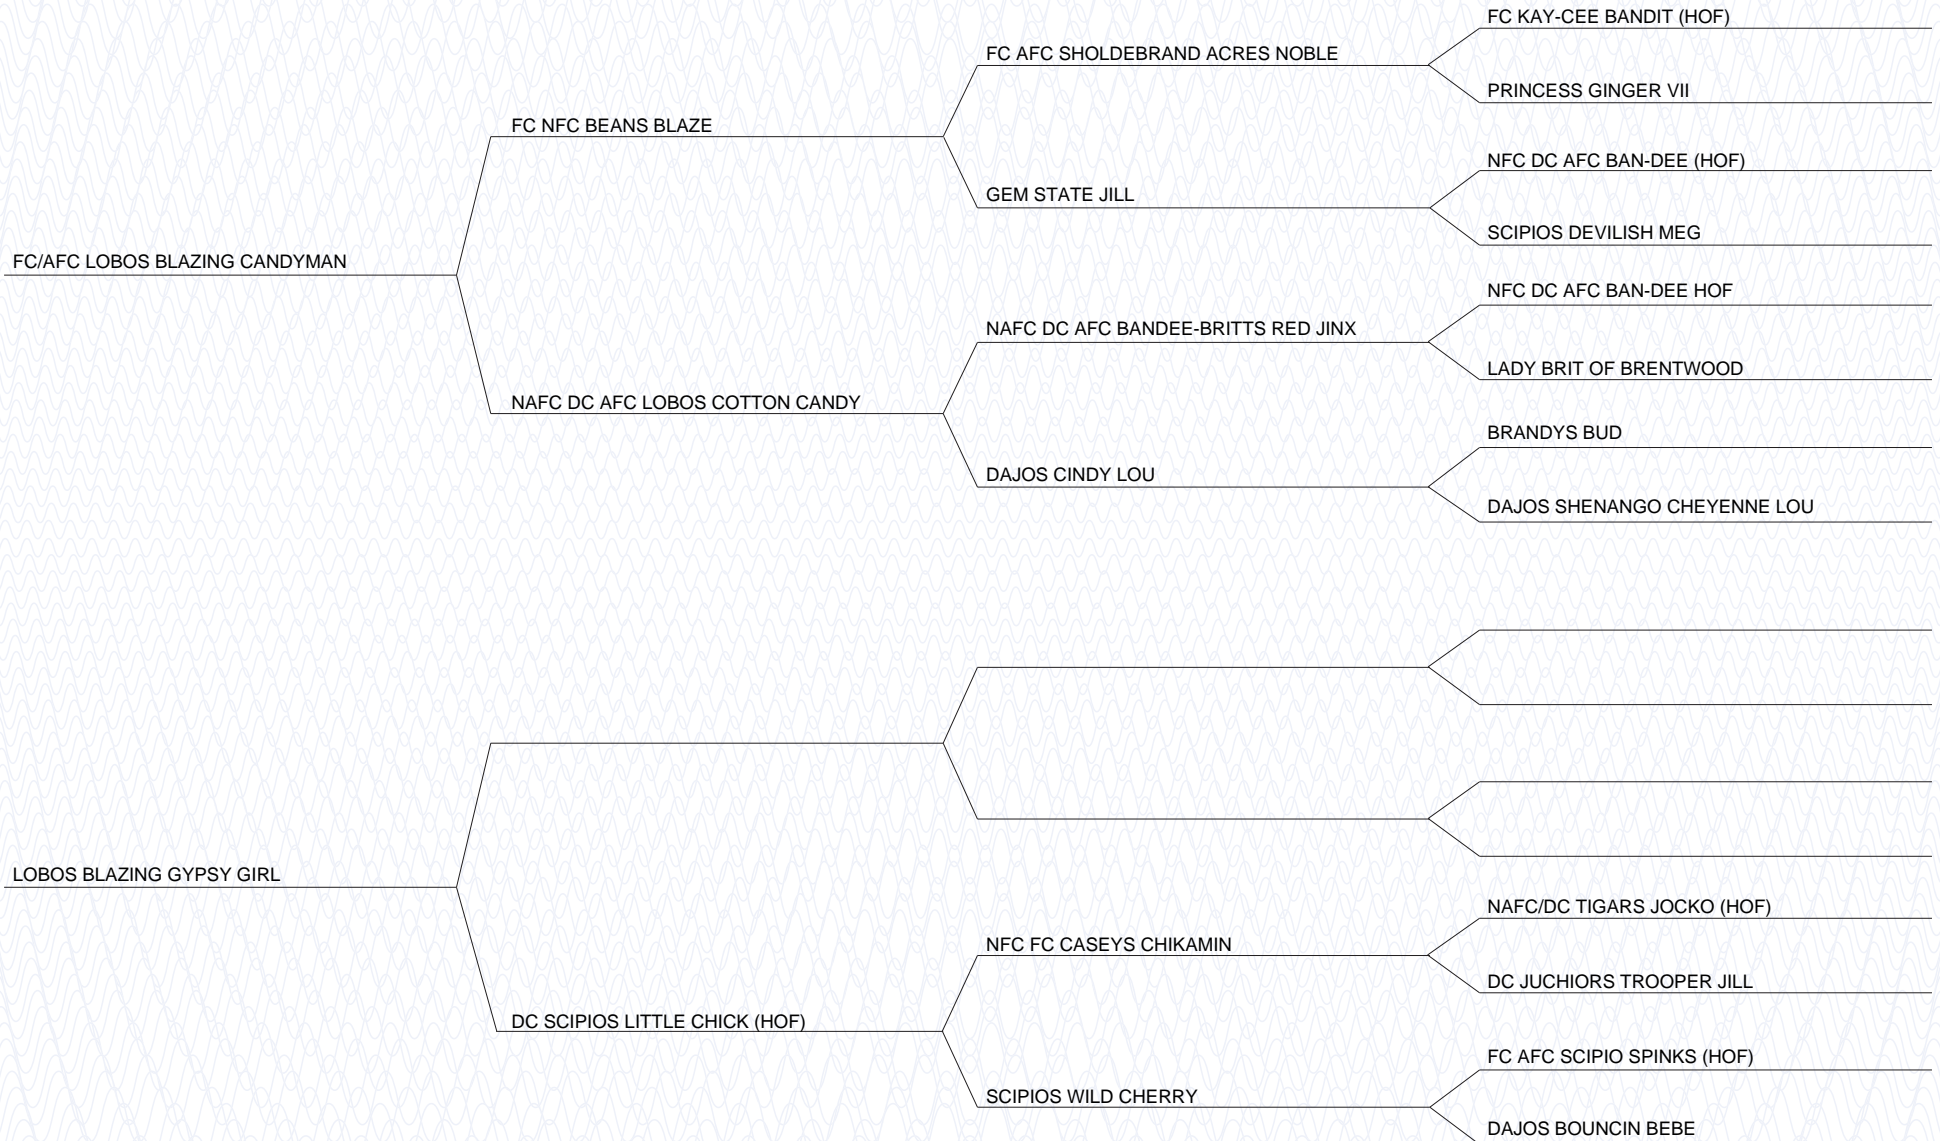 FC KAY-CEE BANDIT (HOF)
FC AFC SHOLDEBRAND ACRES NOBLE
PRINCESS GINGER VII
FC NFC BEANS BLAZE
NFC DC AFC BAN-DEE (HOF)
GEM STATE JILL
SCIPIOS DEVILISH MEG
FC/AFC LOBOS BLAZING CANDYMAN
NFC DC AFC BAN-DEE HOF
NAFC DC AFC BANDEE-BRITTS RED JINX
LADY BRIT OF BRENTWOOD
NAFC DC AFC LOBOS COTTON CANDY
BRANDYS BUD
DAJOS CINDY LOU
DAJOS SHENANGO CHEYENNE LOU
LOBOS BLAZING GYPSY GIRL
NAFC/DC TIGARS JOCKO (HOF)
NFC FC CASEYS CHIKAMIN
DC JUCHIORS TROOPER JILL
DC SCIPIOS LITTLE CHICK (HOF)
FC AFC SCIPIO SPINKS (HOF)
SCIPIOS WILD CHERRY
DAJOS BOUNCIN BEBE